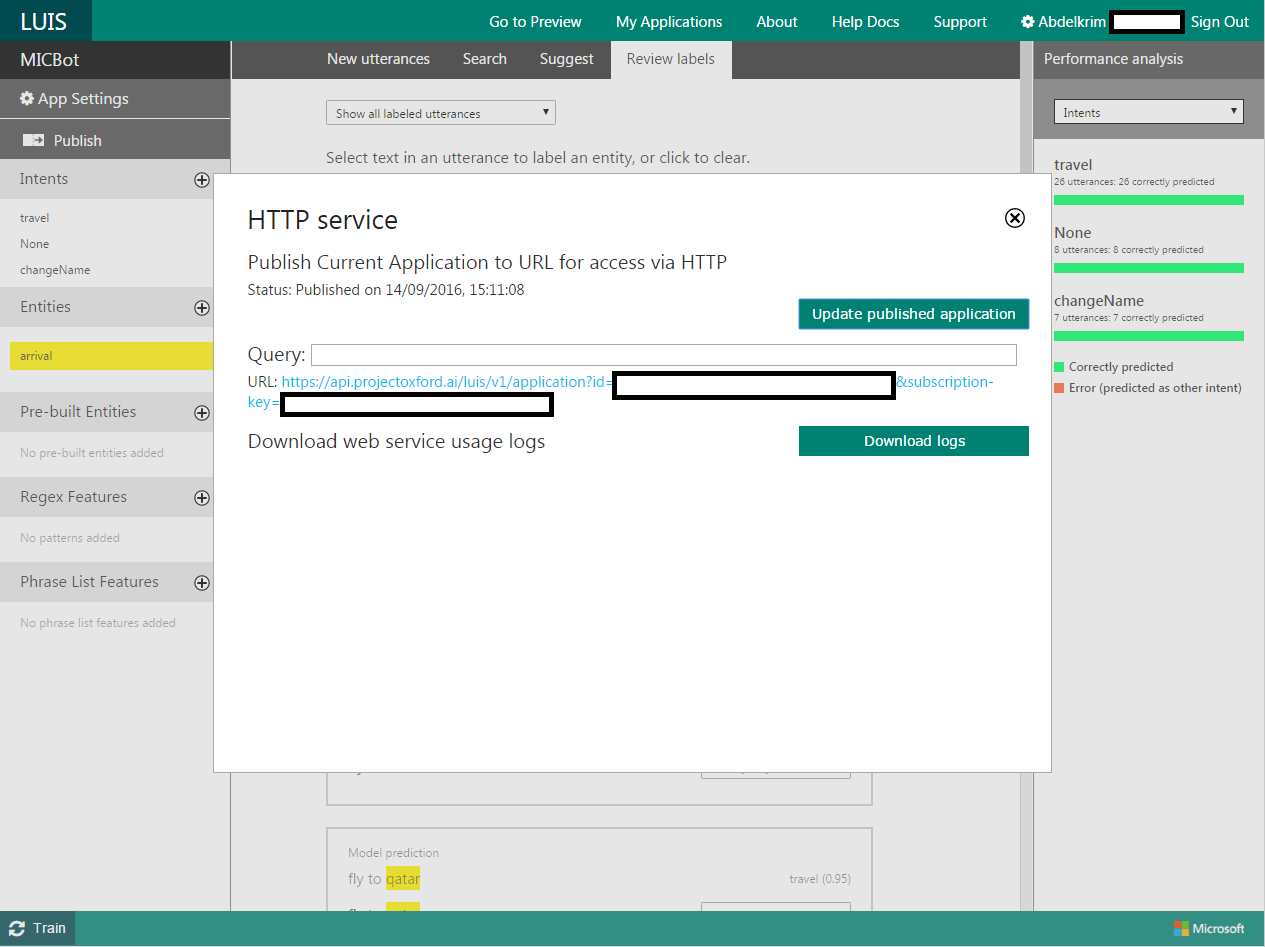 LUIS
Go to Preview
My Applications
About
Help Docs
Support
Abdelkrim
Sign Out
MICBot
App Settings
Publish
Intents
travel
None
changeName
Entities
arrival
Pre-built Entities
No pre-built entities added
Regex Features
No patterns added
Phrase List Features
No phrase list features added
New utterances
Search
Suggest
Review labels
Show all labeled utterances
Select text in an utterance to label an entity, or click to clear.
HTTP service
Publish Current Application to URL for access via HTTP
Status: Published on 14/09/2016, 15:11:08
Update published application
Query:
URL: https://api.projectoxford.ai/luis/v1/application?id= &subscription-
key=
Download web service usage logs
Download logs
Model prediction
fly to qatar
travel (0.95)
Performance analysis
Intents
travel
26 utterances: 26 correctly predicted
None
8 utterances: 8 correctly predicted
changeName
7 utterances: 7 correctly predicted
Correctly predicted
Error (predicted as other intent)
Train
Microsoft